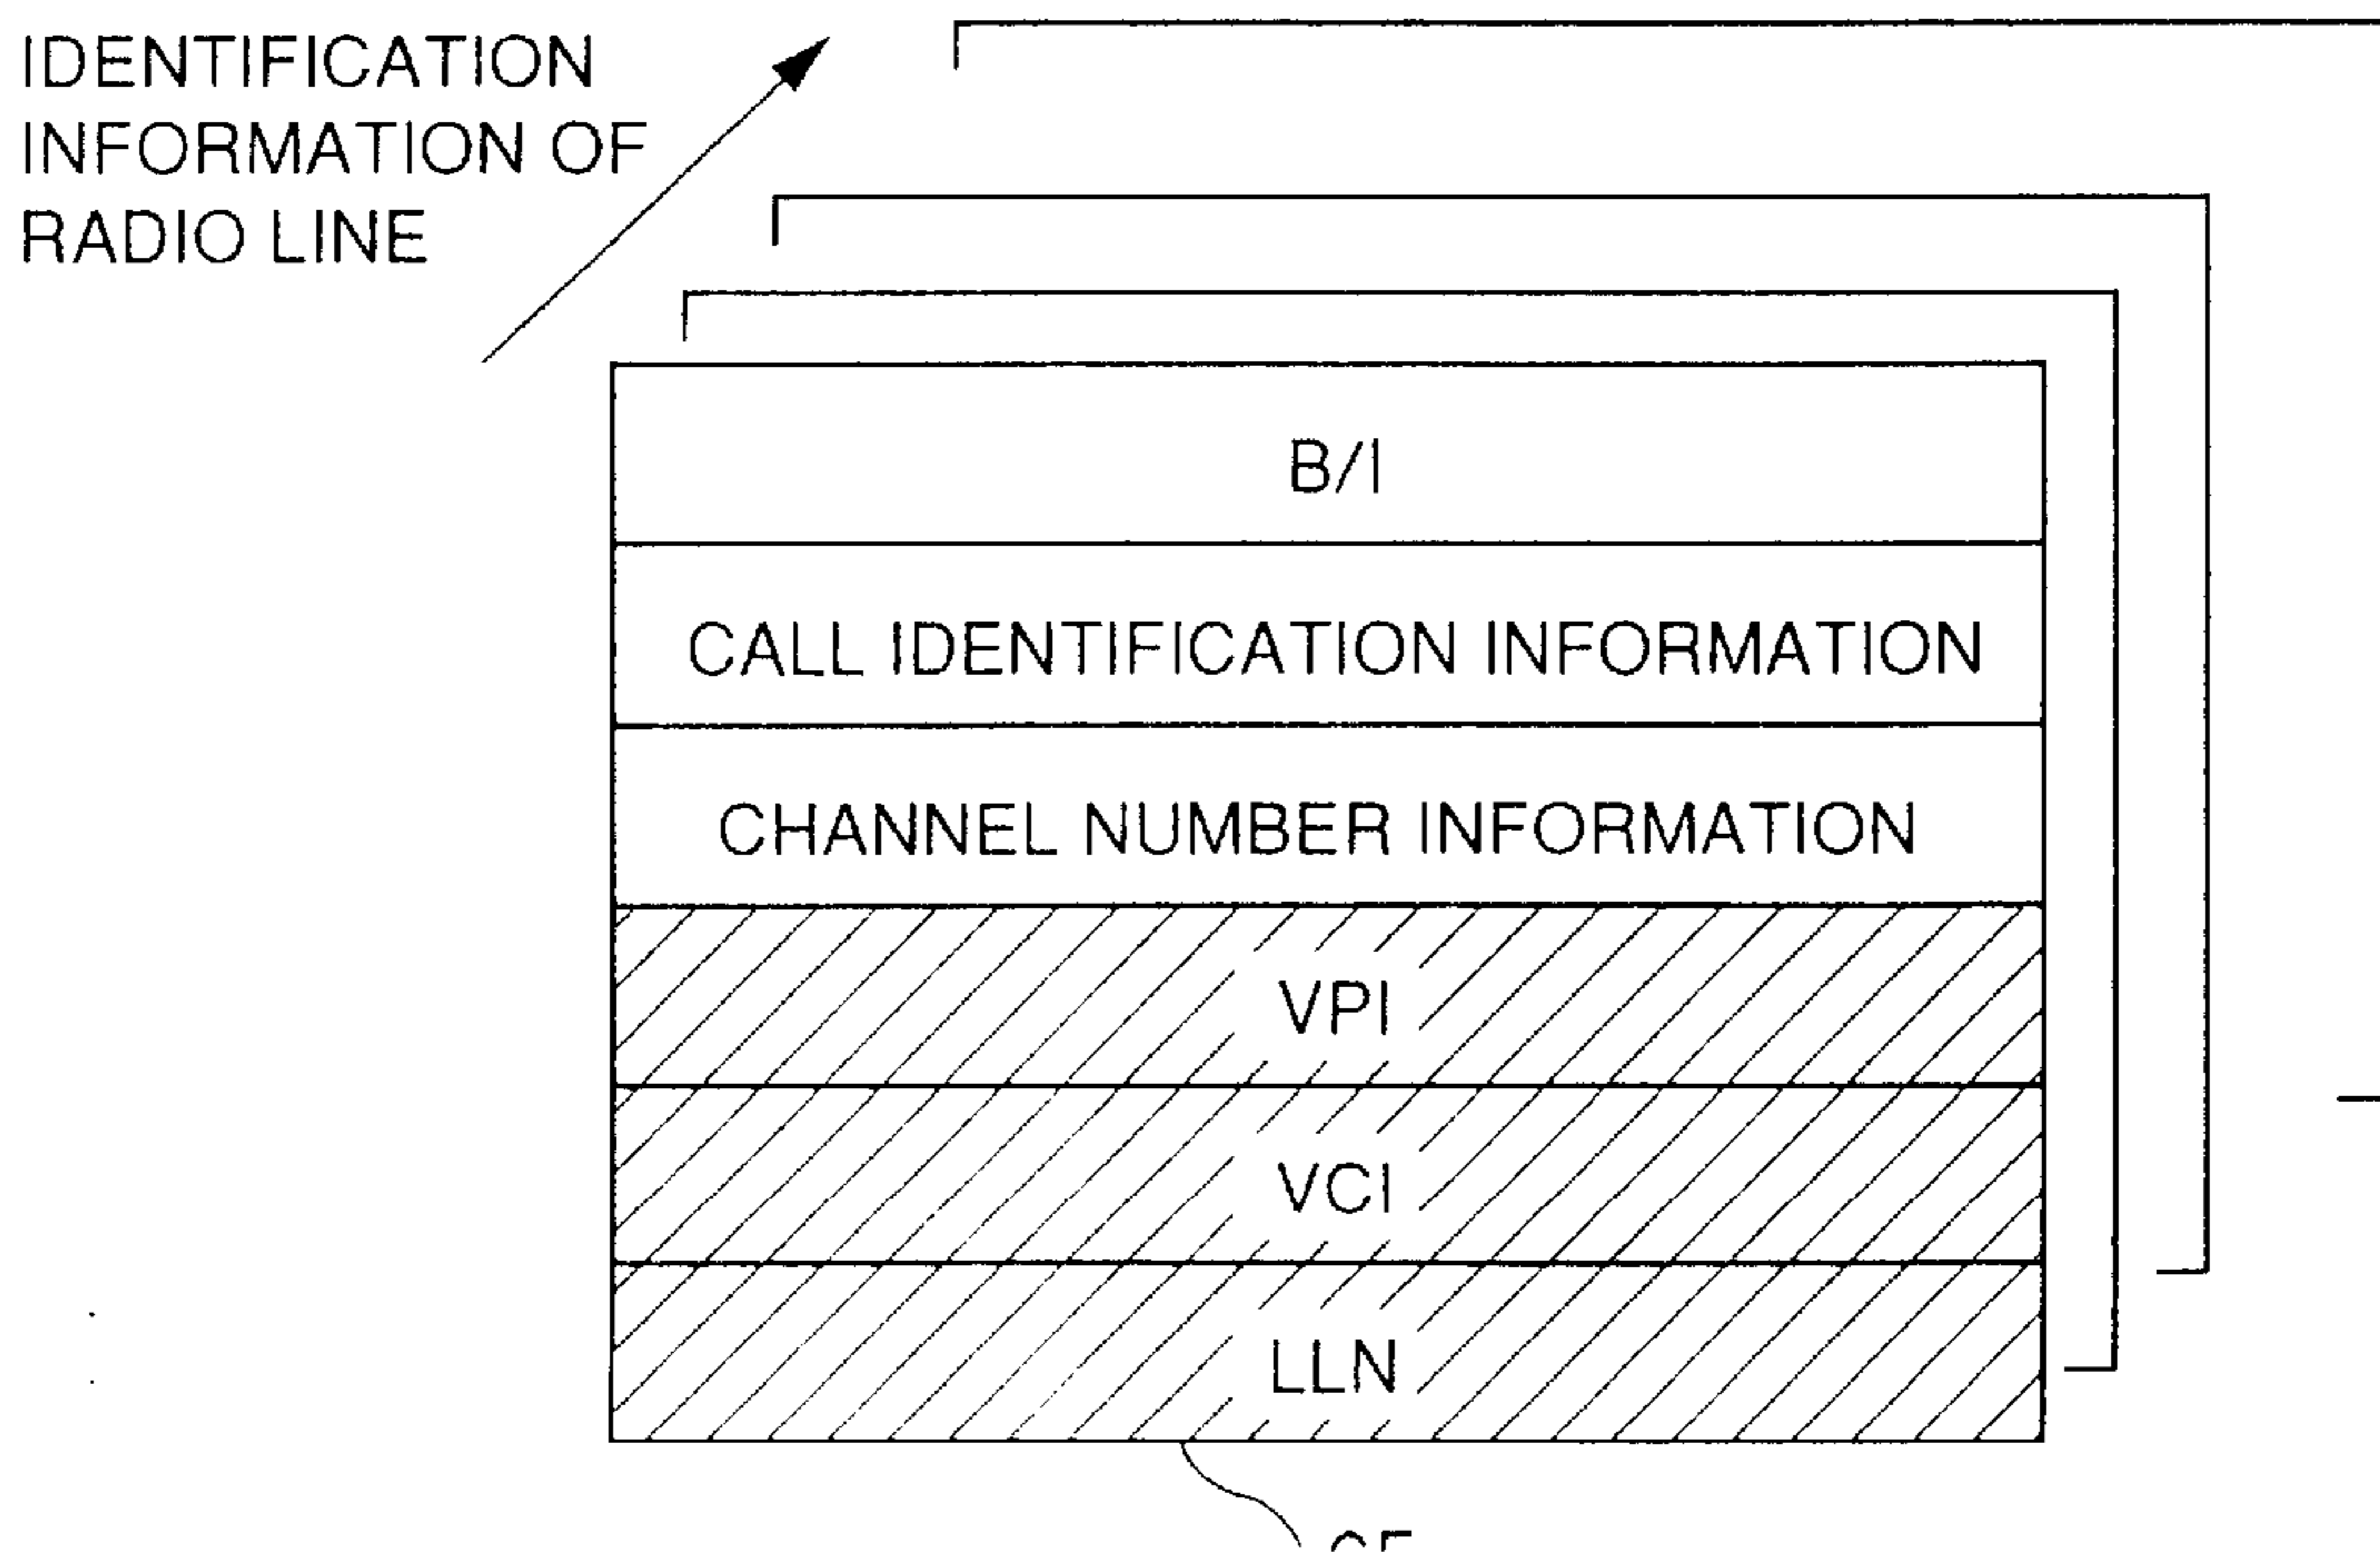 IDENTIFICATION
INFORMATION OF
RADIO LINE
B/I
CALL IDENTIFICATION INFORMATION
CHANNEL NUMBER INFORMATION
VPI
VCI
LLN